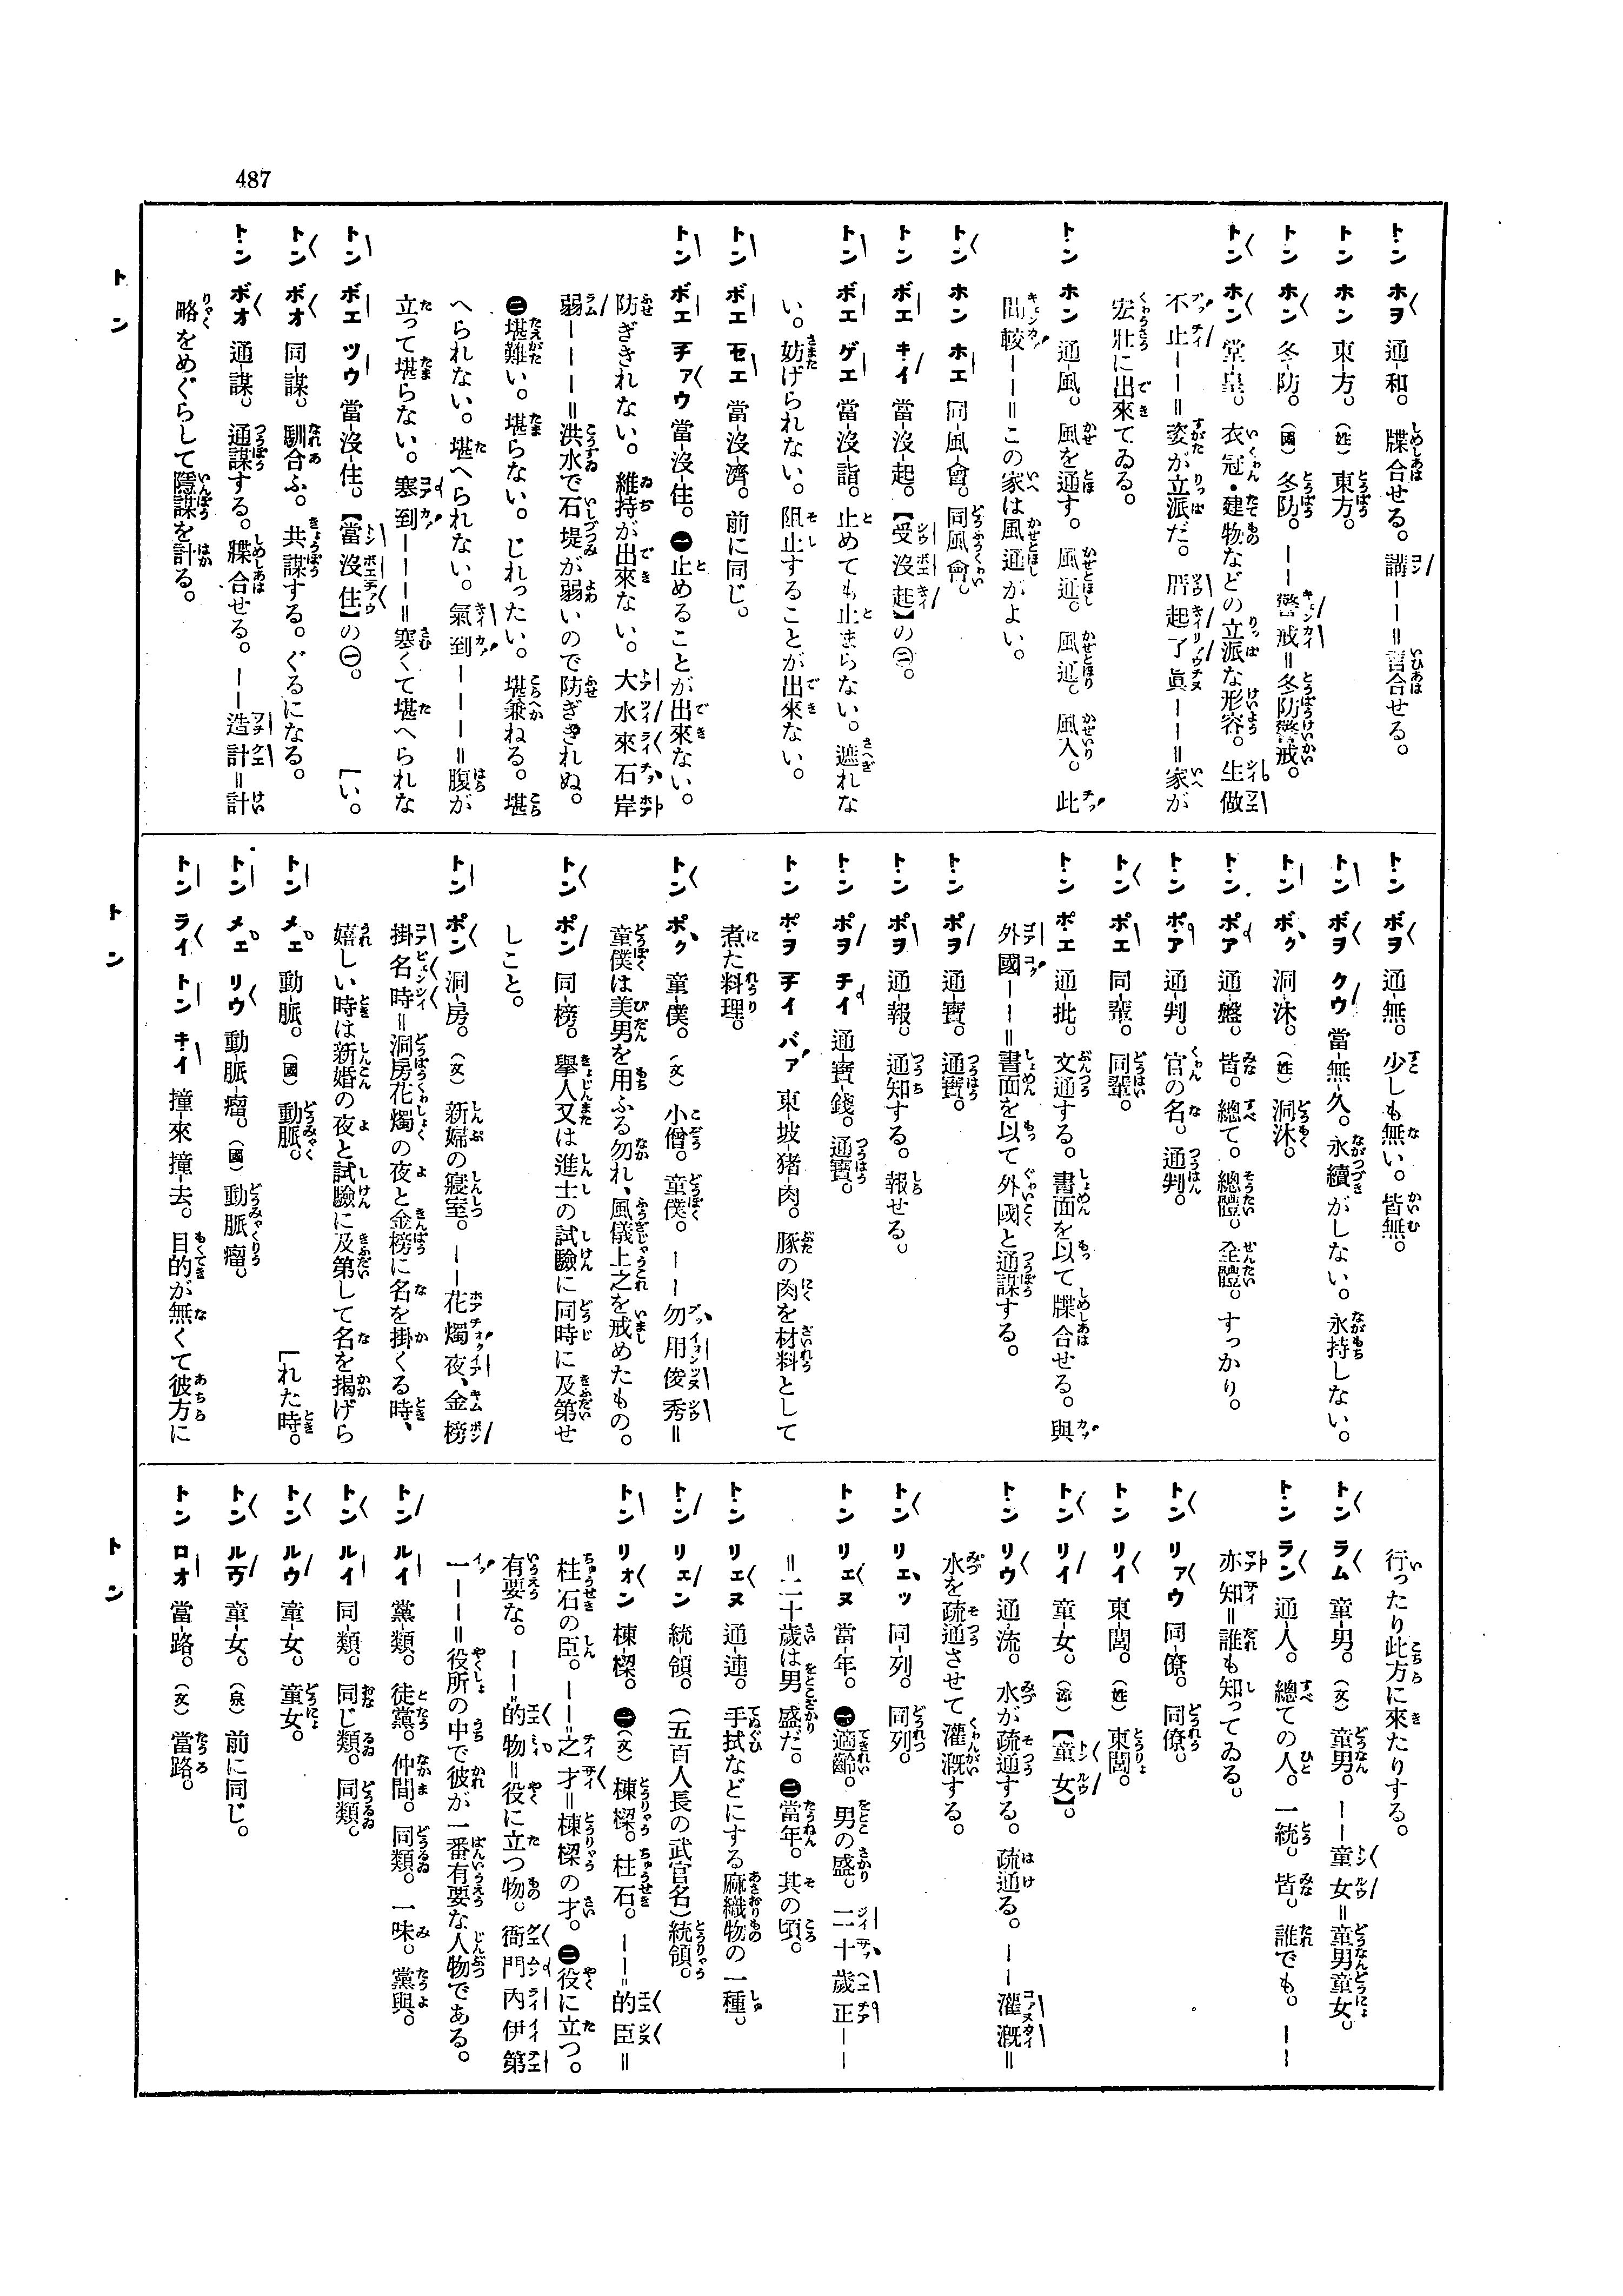 487
トン ホヲ 通-和。 牒合せる。講ーー＝言合せる。
トン ホン 東-方。(姓) 東方。
トン ホン 冬-防。(國) 冬防。ーー警戒＝冬防警戒。
トン ホン 堂-皇。衣冠・建物などの立派な形容。生做
不止ーー＝姿が立派だ。厝起了眞ーー＝家が
宏壯に出來てゐる。
トン ホン 通-風。風を通す。風通。風通。風入。此
間較ーー＝この家は風通がよい。
トン ホン ホエ 同-風-會。同風會。
トン ボエ キイ 當-沒-起。【受沒起】の㊂。
トン ボエ ゲエ 當-沒-詣。止めても止まらない。遮れな
い。妨げられない。阻止することが出來ない。
トン ボエ セエ 當-沒-濟。前に同じ。
トン ボエ チァウ 當-沒-住。㊀止めることが出來ない。
防ぎきれない。維持が出來ない。大水來石岸
弱ーーー＝洪水で石堤が弱いので防ぎきれぬ。
㊁堪難い。堪らない。じれったい。堪兼ねる。堪
へられない。堪へられない。氣到ーーー＝腹が
立って堪らない。寒到ーーー＝寒くて堪へられな
トン ボエ ツウ 當-沒-住。【當沒住】の㊀。 ［い。
トン ボオ 同-謀。馴合ふ。共謀する。ぐるになる。
トン ボオ 通-謀。通謀する。牒合せる。ーー造計＝計
略をめぐらして陰謀を計る。
トン ボヲ 通-無。少しも無い。皆無。
トン ボヲ クウ 當-無-久。永續がしない。永持しない。
トン ボク 洞-沐。(姓) 洞沐。
トン ポア 通-盤。皆。總て。總體。全體。すっかり。
トン ポア 通-判。官の名。通判。
トン ポエ 同-輩。同輩。
トン ポエ 通-批。文通する。書面を以て牒合せる。與
外國ーー＝書面を以て外國と通謀する。
トン ポヲ 通-寶。通寶。
トン ポヲ 通-報。通知する。報せる。
トン ポヲ チイ 通-寶-錢。通寶。
トン ポヲ チイ バァ 東-坡-猪-肉。豚の肉を材料として
煮た料理。
トン ポク 童-僕。(文) 小僧。童僕。ーー勿用俊秀＝
童僕は美男を用ふる勿れ、風儀上之を戒めたもの。
トン ポン 同-榜。擧人又は進士の試驗に同時に及第せ
しこと。
トン ポン 洞-房。(文) 新婦の寢室。ーー花燭夜、金榜
掛名時＝洞房花燭の夜と金榜に名を掛くる時、
嬉しい時は新婚の夜と試驗に及第して名を揭げら
トン メェ 動-脈。(國) 動脈。 ［れた時。
トン メェ リウ 動-脈-瘤。(國) 動脈瘤。
トン ライ トン キイ 撞-來撞-去。目的が無くて彼方に
行ったり此方に來たりする。
トン ラム 童-男。(文) 童男。ーー童女＝童男童女。
トン ラン 通-人。總ての人。一統。皆。誰でも。ーー
亦知＝誰も知ってゐる。
トン リァウ 同-僚。同僚。
トン リイ 東-閭。(姓) 東閭。
トン リイ 童-女。(漳)【童女】。
トン リウ 通-流。水が疏通する。疏通る。ーー灌漑＝
水を疏通させて灌漑する。
トン リェッ 同-列。同列。
トン リェヌ 當-年。㊀適齡。男の盛。二十歲正ーー
＝二十歲は男盛だ。㊁當年。其の頃。
トン リェヌ 通-連。手拭などにする麻織物の一種。
トン リェン 統-領。(五百人長の武官名)統領。
トン リォン 棟-樑。㊀(文) 棟樑。柱石。ーー＝的臣＝
柱石の臣。ーー＝之才＝棟樑の才。㊁役に立つ。
有要な。ーー＝的物＝役に立つ物。衙門內伊第
一ーー＝役所の中で彼が一番有要な人物である。
トン ルイ 黨-類。徒黨。仲間。同類。一味。黨與。
トン ルイ 同-類。同じ類。同類。
トン ルウ 童-女。童女。
トン ルウ 童-女。(泉) 前に同じ。
トン ロオ 當-路。(文) 當路。
トン
トン
トン